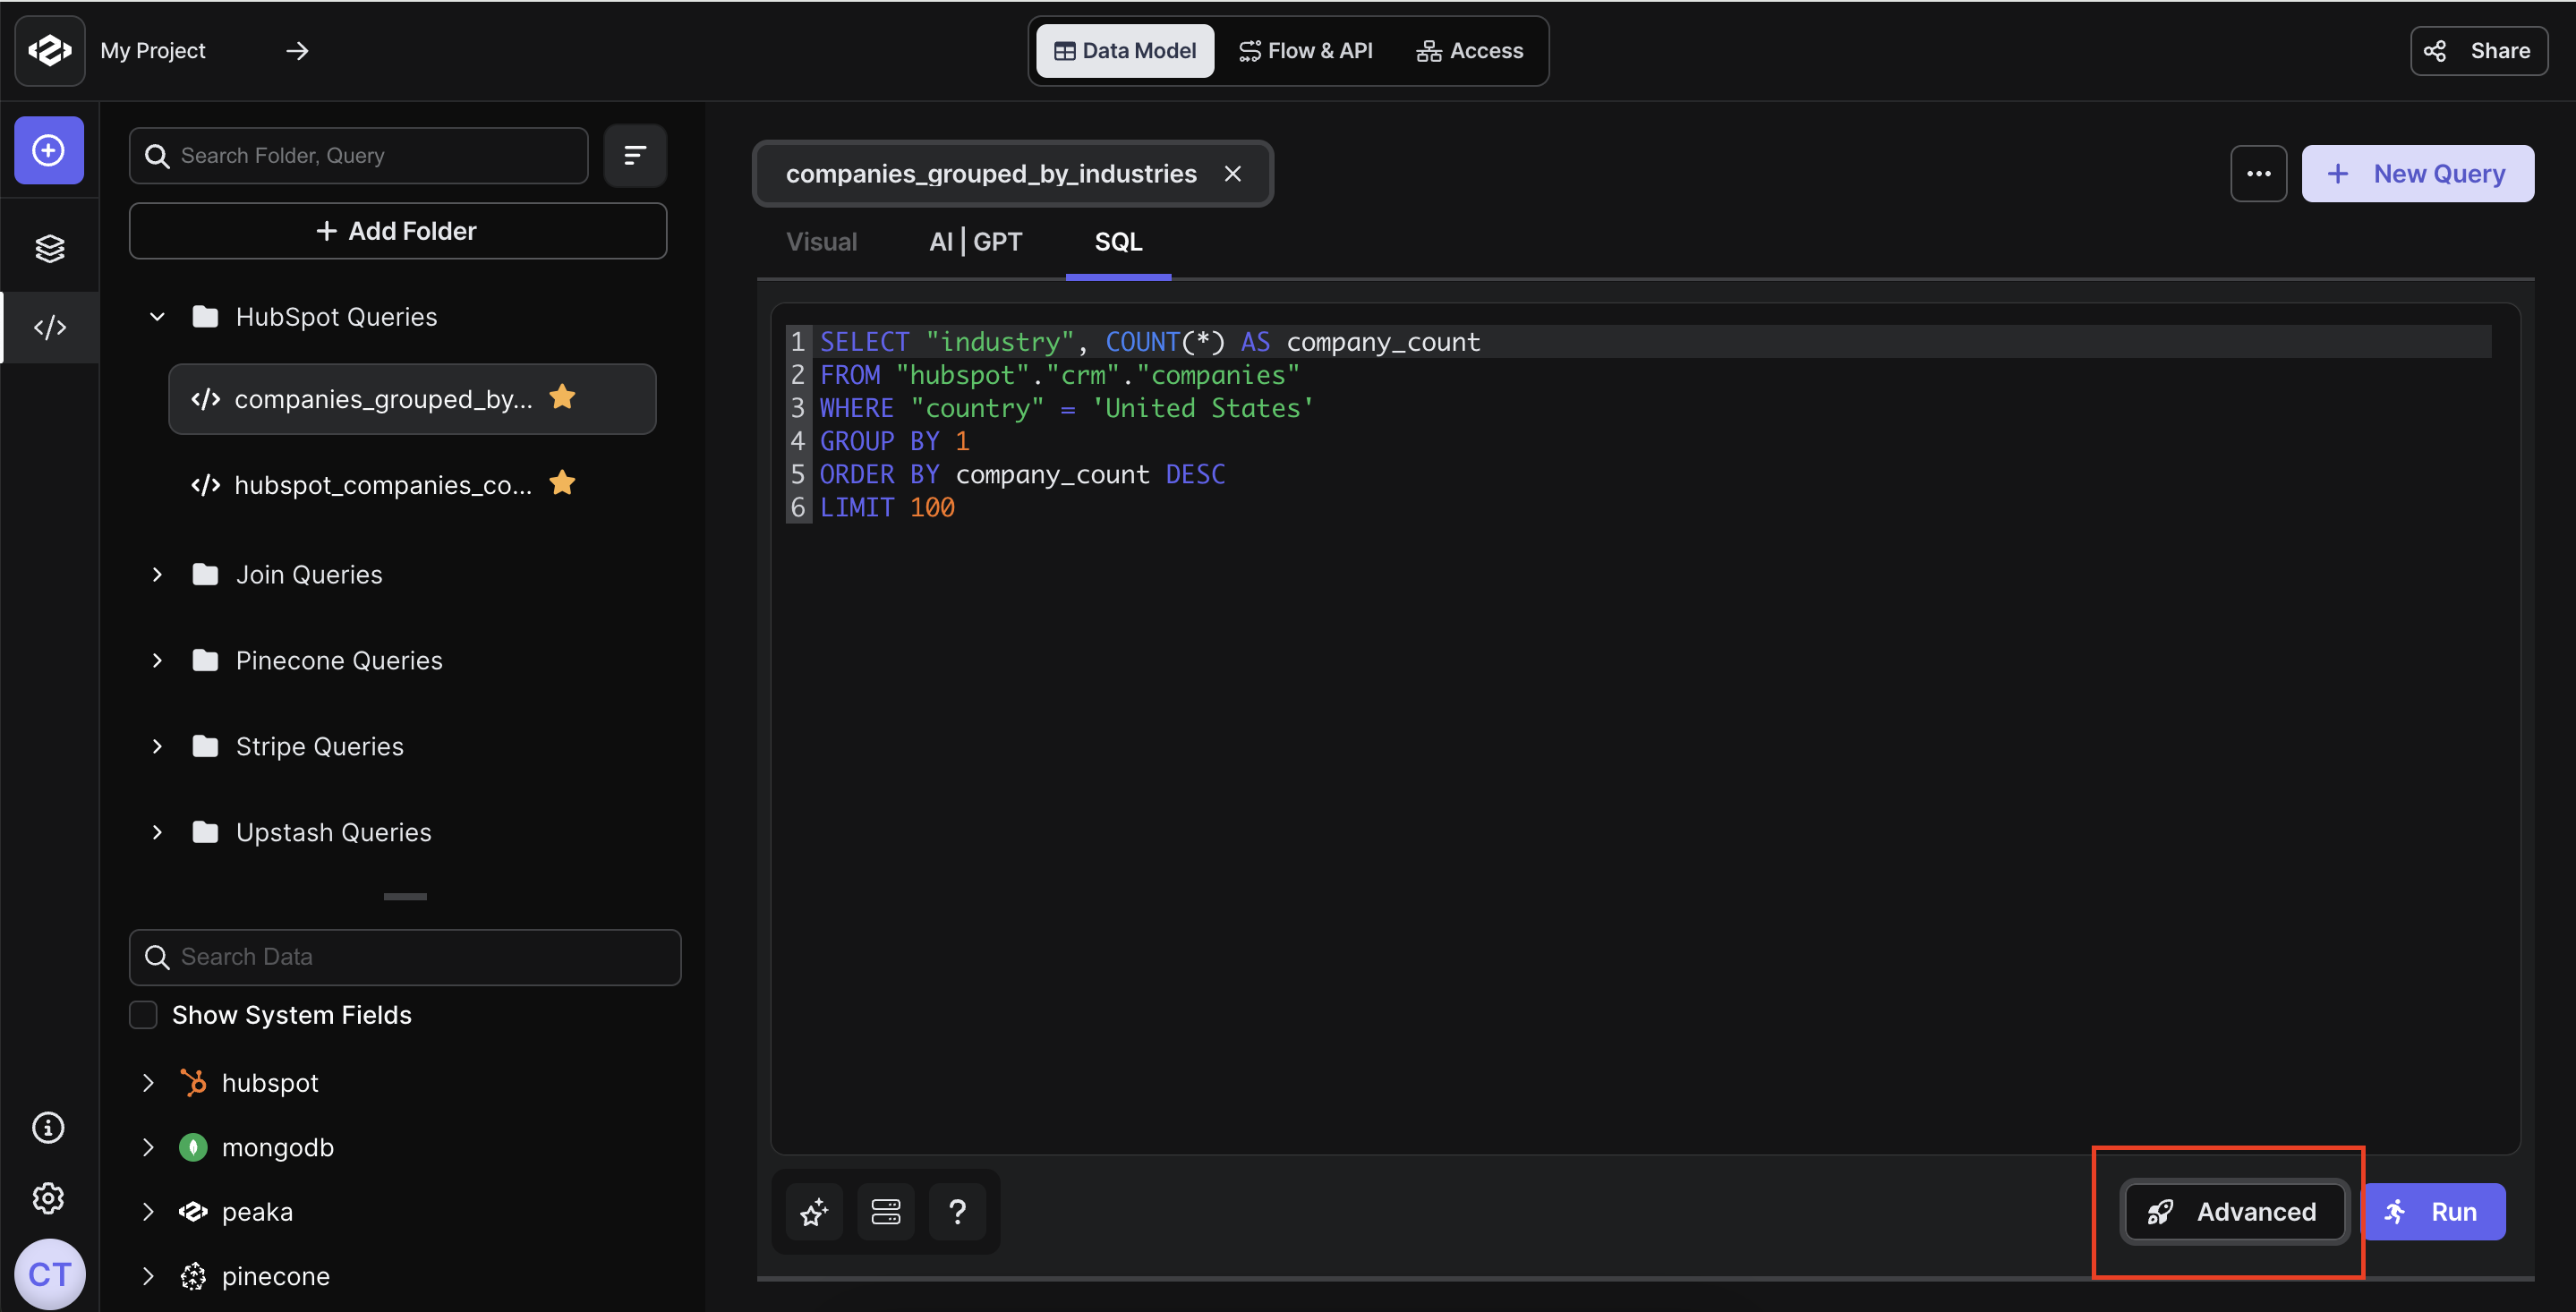 My Project
Data Model
Flow & API
Access
Share
Search Folder, Query
Add Folder
HubSpot Queries
companies_grouped_by...
hubspot_companies_co...
Join Queries
Pinecone Queries
Stripe Queries
Upstash Queries
Search Data
Show System Fields
hubspot
mongodb
peaka
pinecone
CT
companies_grouped_by_industries
New Query
Visual
AI | GPT
SQL
1 SELECT "industry", COUNT(*) AS company_count
2 FROM "hubspot"."crm"."companies"
3 WHERE "country" = 'United States'
4 GROUP BY 1
5 ORDER BY company_count DESC
6 LIMIT 100
?
Advanced
Run